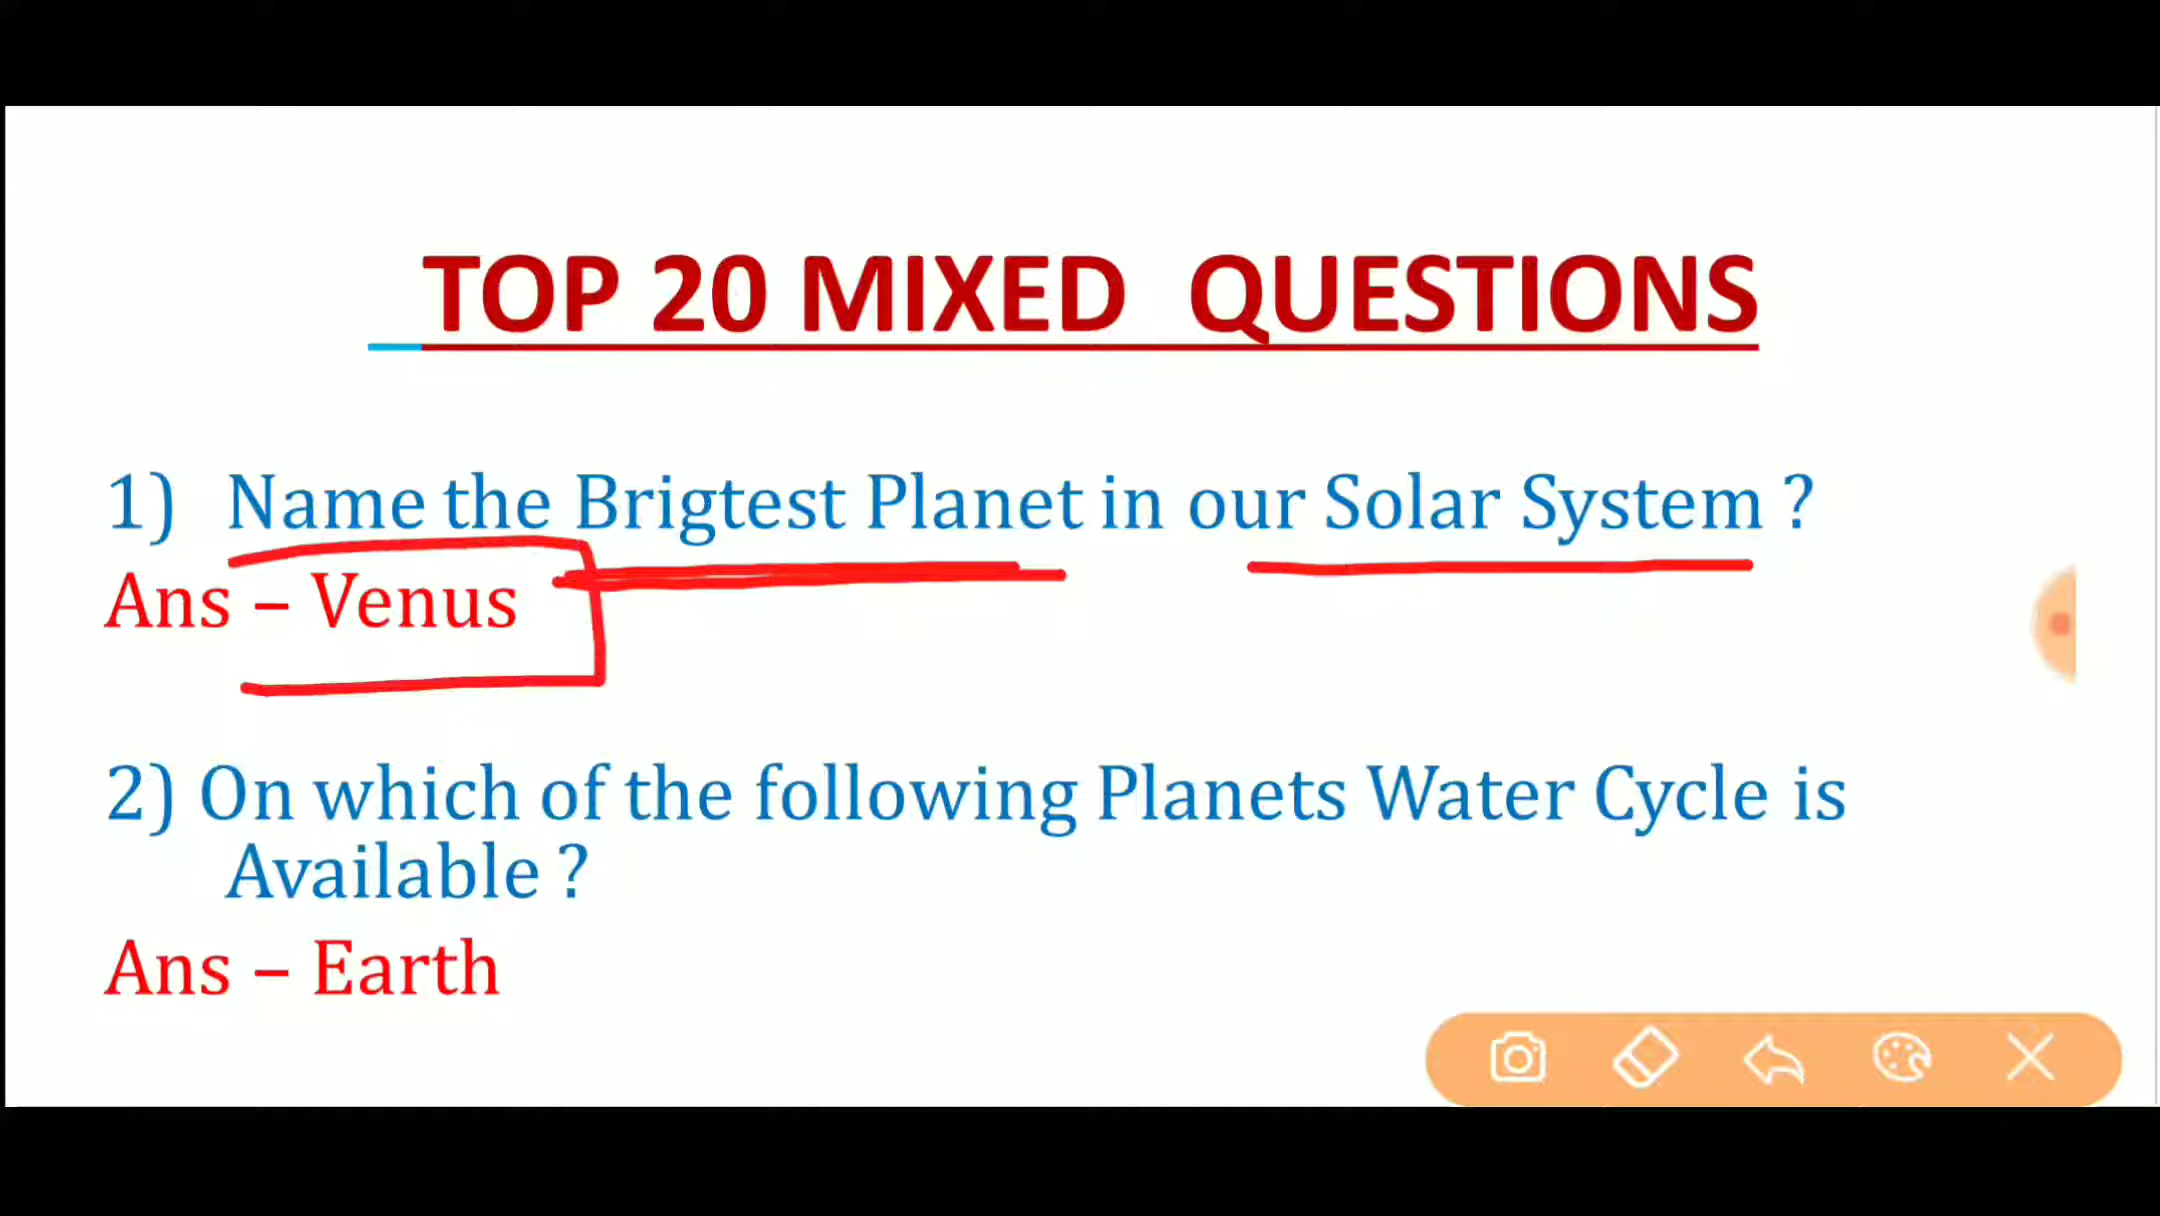 TOP 20 MIXED QUESTIONS
1) Name the Brigtest Planet in our Solar System ?
Ans – Venus
2) On which of the following Planets Water Cycle is
Available ?
Ans – Earth